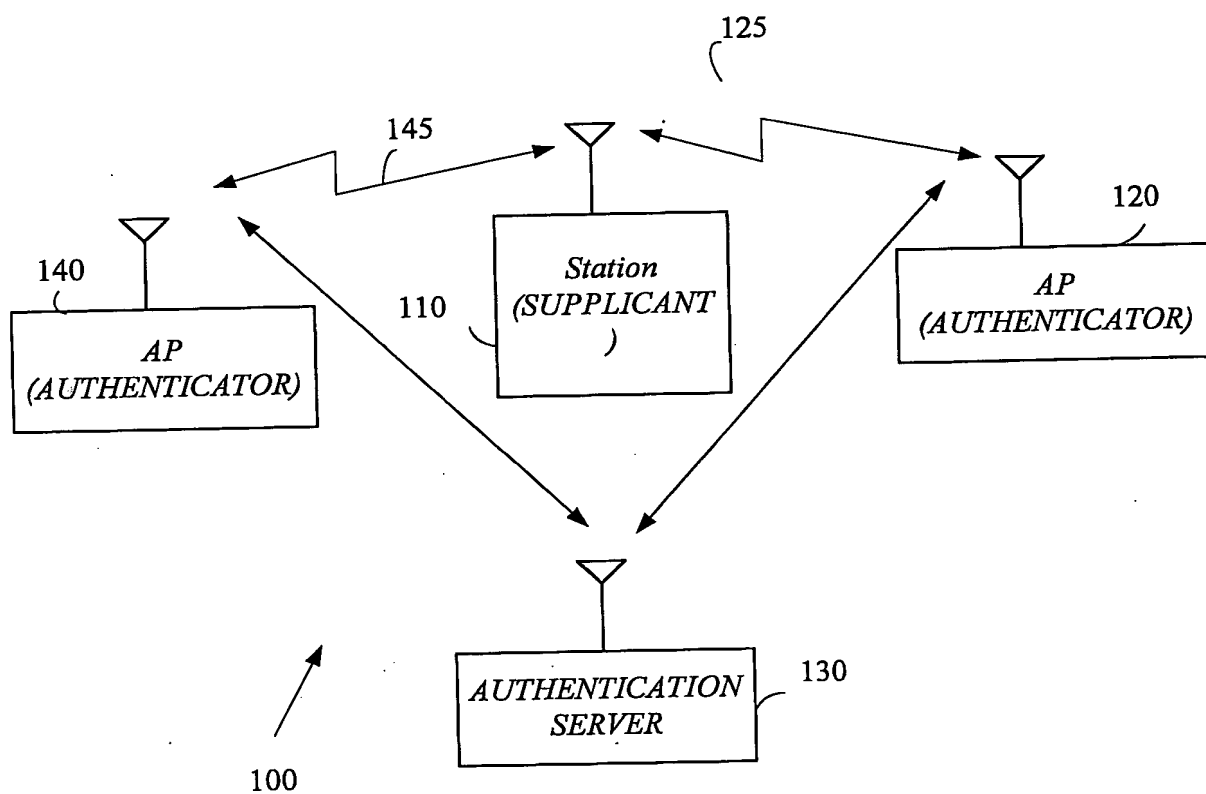 125
145
120
140
Station
(SUPPLICANT
)
110
AP
(AUTHENTICATOR)
AP
(AUTHENTICATOR)
AUTHENTICATION
SERVER
130
100